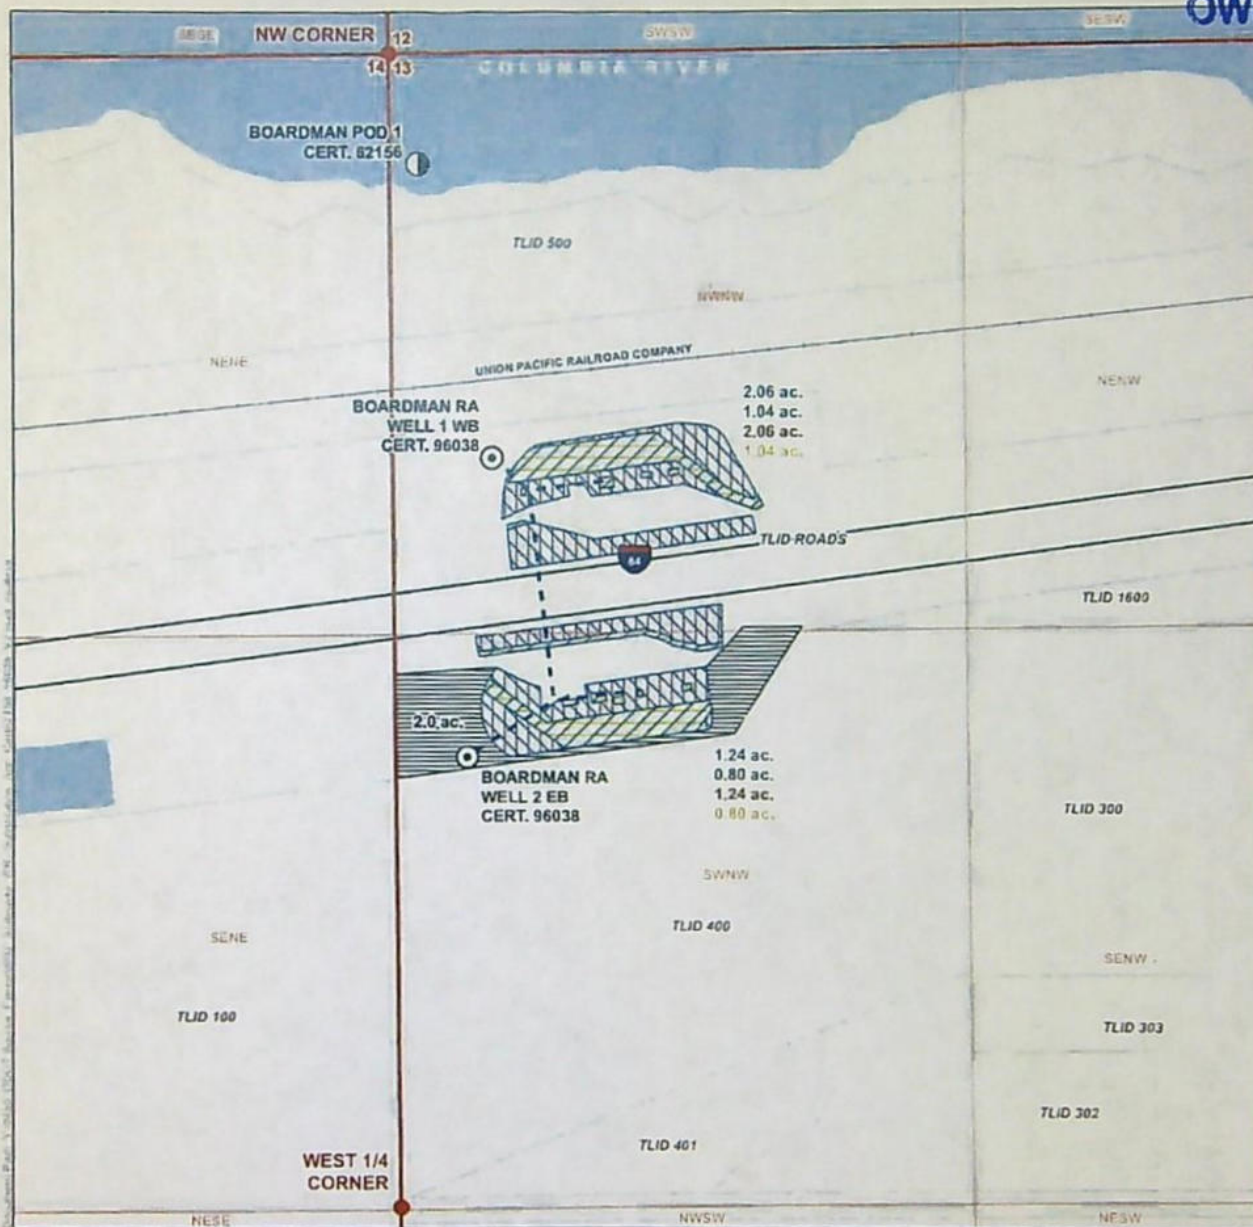 OW
NW CORNER 12
SWSW
SESW
14 13
COLUMBIA RIVER
BOARDMAN POD 1
CERT. 82156
TLID 500
NWNW
NENE
UNION PACIFIC RAILROAD COMPANY
NENW
BOARDMAN RA
WELL 1 WB
CERT. 96038
2.06 ac.
1.04 ac.
2.06 ac.
1.04 ac.
TLID ROADS
84
TLID 1600
2.0 ac.
BOARDMAN RA
WELL 2 EB
CERT. 96038
1.24 ac.
0.80 ac.
1.24 ac.
0.80 ac.
TLID 300
SWNW
TLID 400
SENE
SENW
TLID 100
TLID 303
TLID 302
TLID 401
WEST 1/4
CORNER
NESE
NWSW
NESW